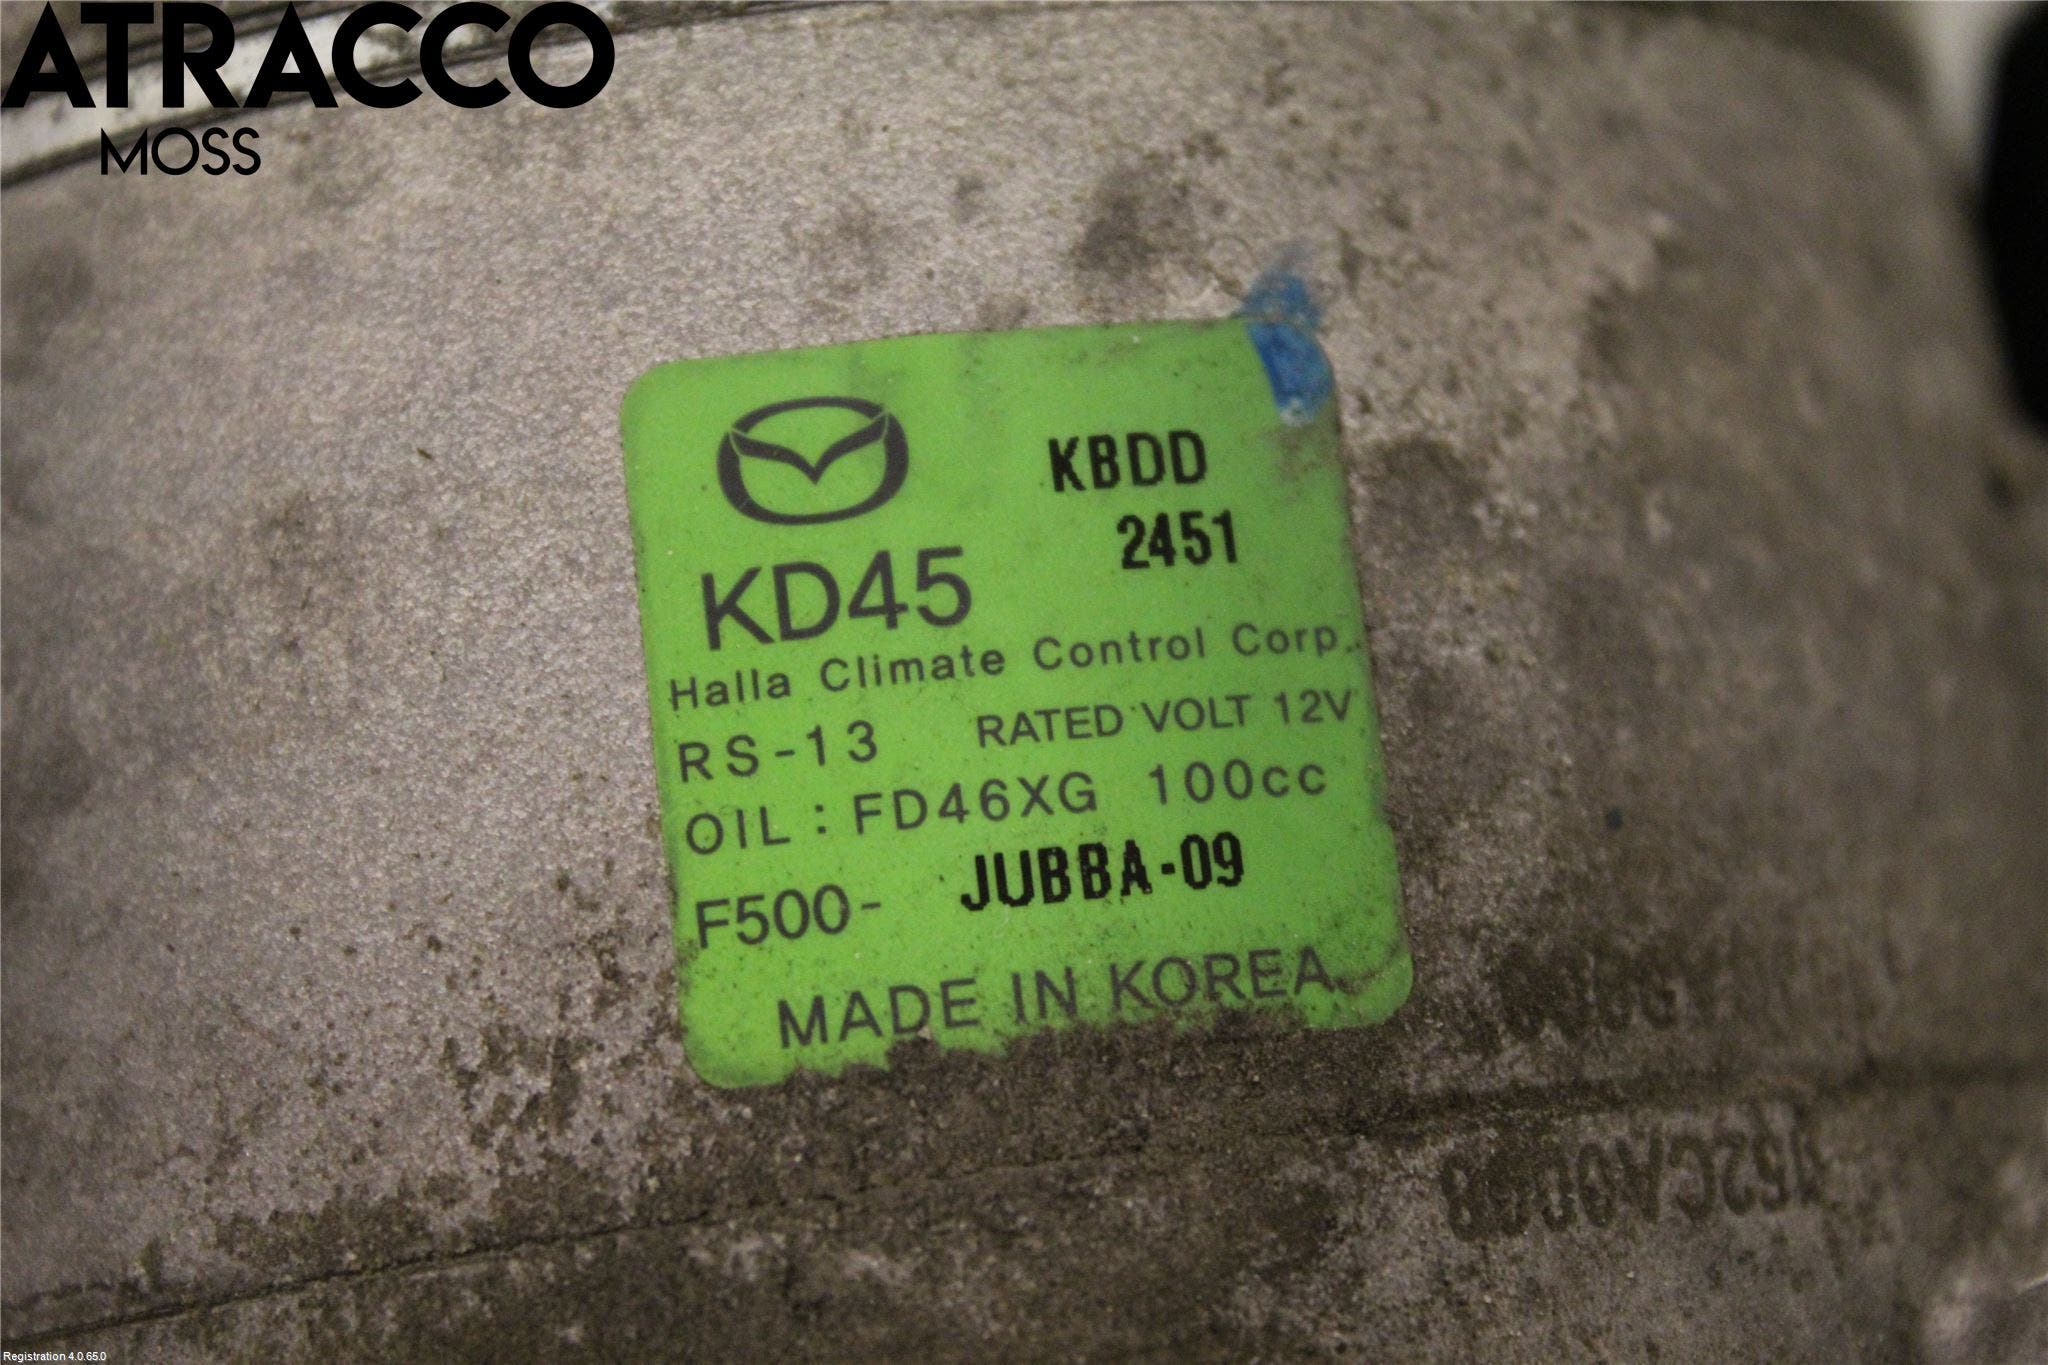 ATRACCO
MOSS
KBDD
2451
KD45
Halla Climate Control Corp.
RS-13 RATED VOLT 12V
OIL: FD46XG 100cc
F500- JUBBA-09
MADE IN KOREA
Registration 4.0.65.0